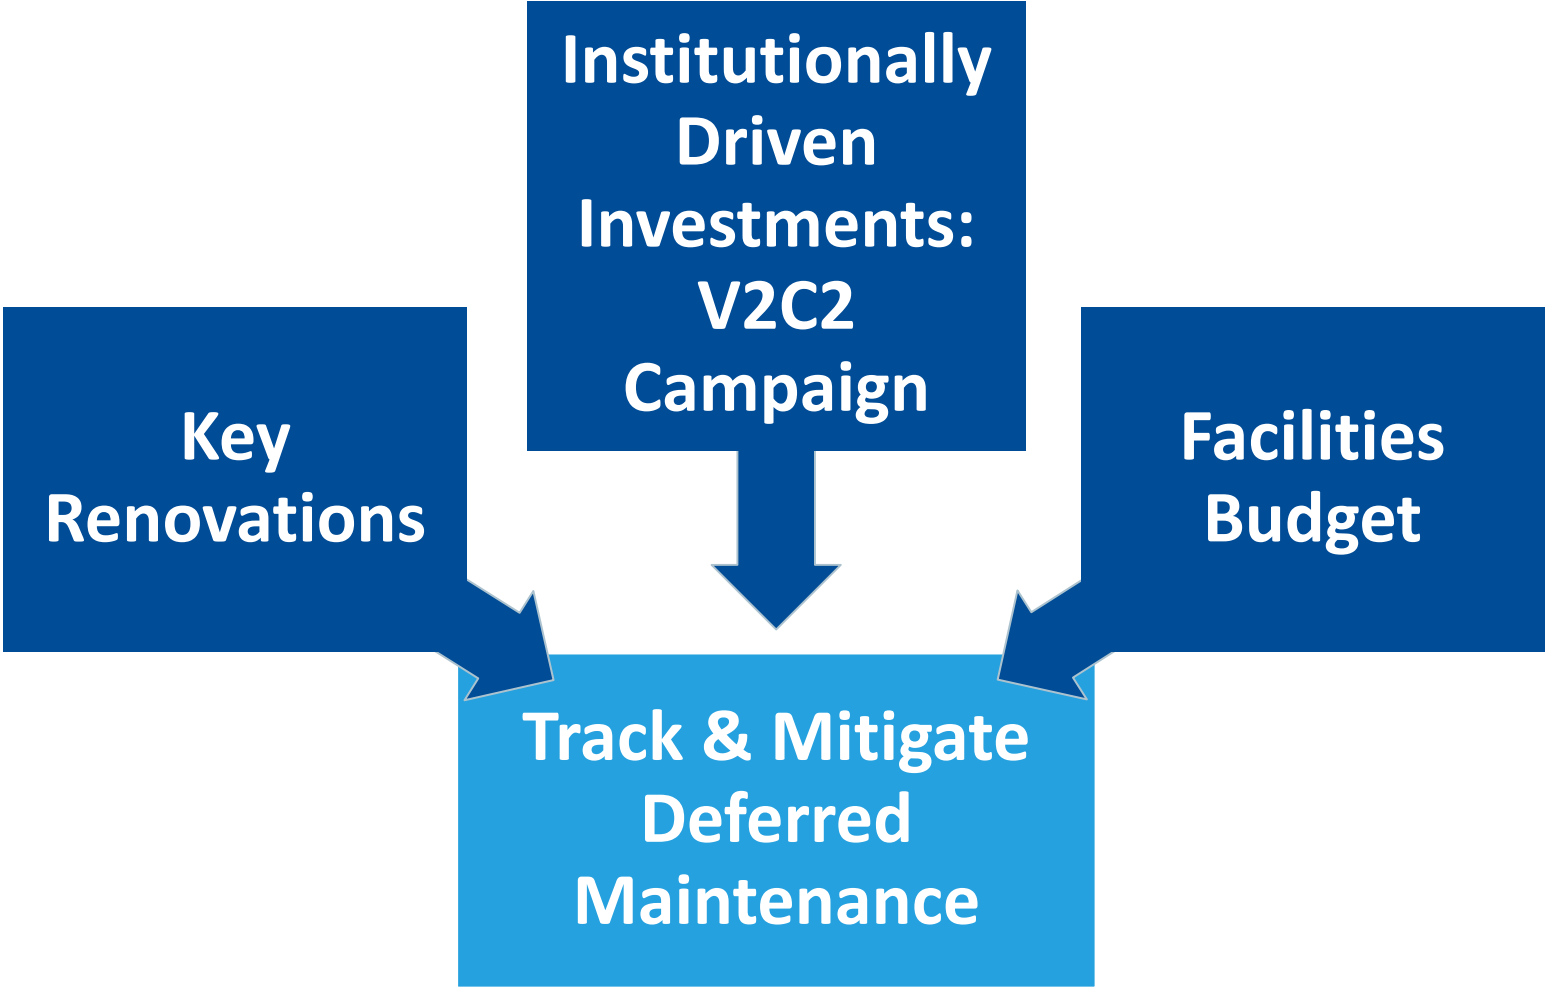 Institutionally
Driven
Investments:
V2C2
Campaign
Key
Renovations
Facilities
Budget
Track & Mitigate
Deferred
Maintenance